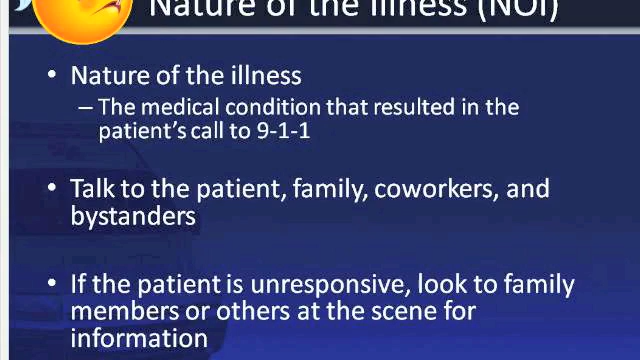 Nature of the Illness (NOI)
• Nature of the illness
– The medical condition that resulted in the
patient's call to 9-1-1
• Talk to the patient, family, coworkers, and
bystanders
• If the patient is unresponsive, look to family
members or others at the scene for
information